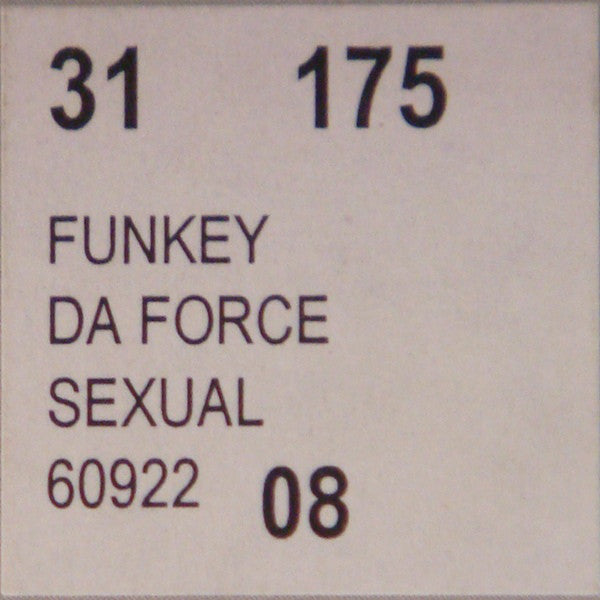 31 175
FUNKEY
DA FORCE
SEXUAL
60922 08